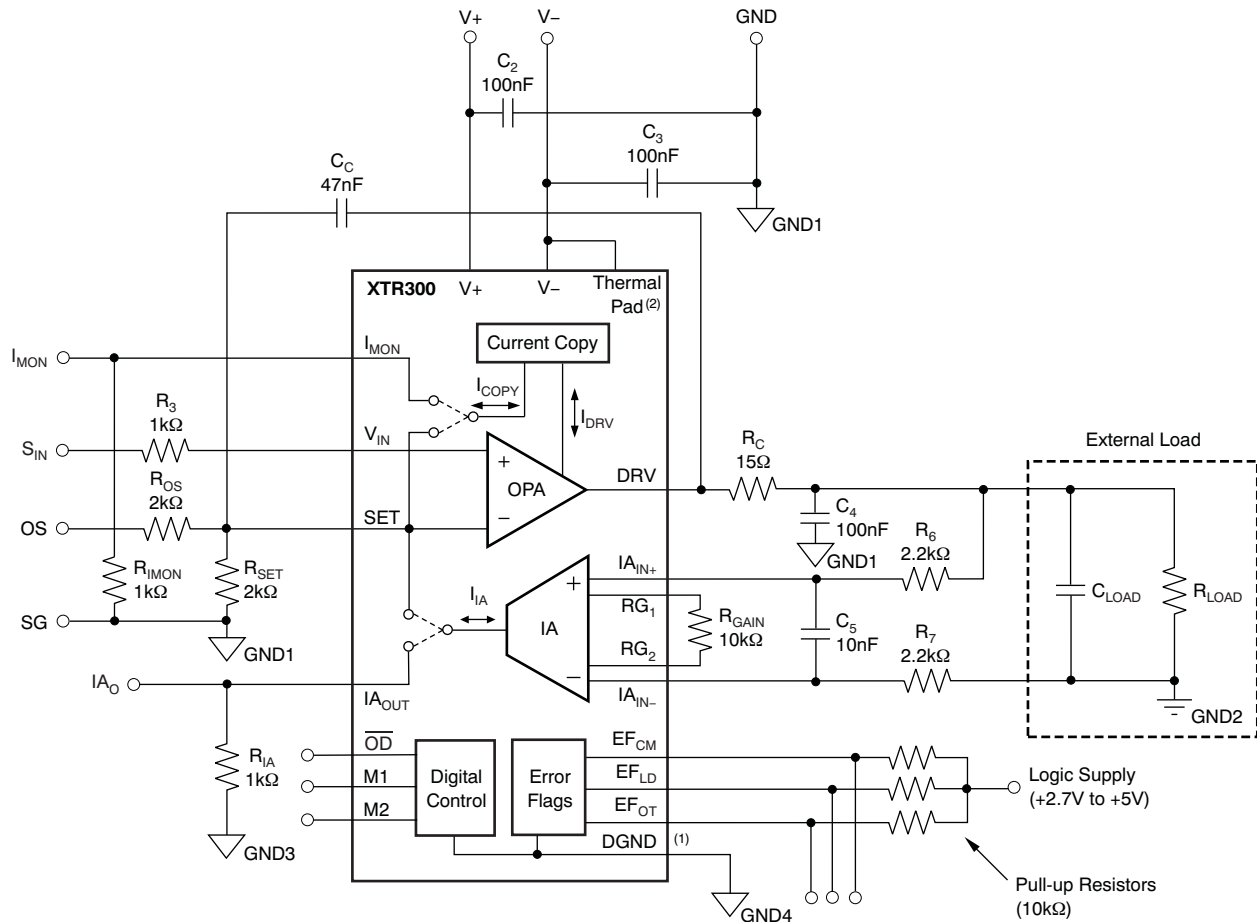 V+
V−
GND
C2
100nF
C3
100nF
CC
47nF
GND1
XTR300
V+
V−
Thermal
Pad (2)
IMON
IMON
Current Copy
ICOPY
IDRV
R3
1kΩ
SIN
VIN
ROS
2kΩ
OS
SET
+
OPA
−
DRV
RC
15Ω
External Load
C4
100nF
GND1
R6
2.2kΩ
RIMON
1kΩ
RSET
2kΩ
SG
GND1
IIA
IA
+
−
IAIN+
RG1
RG2
IAIN−
RGAIN
10kΩ
C5
10nF
R7
2.2kΩ
CLOAD
RLOAD
GND2
IAO
IAOUT
RIA
1kΩ
GND3
OD
M1
M2
Digital
Control
Error
Flags
EFCM
EFLD
EFOT
DGND (1)
GND4
Logic Supply
(+2.7V to +5V)
Pull-up Resistors
(10kΩ)